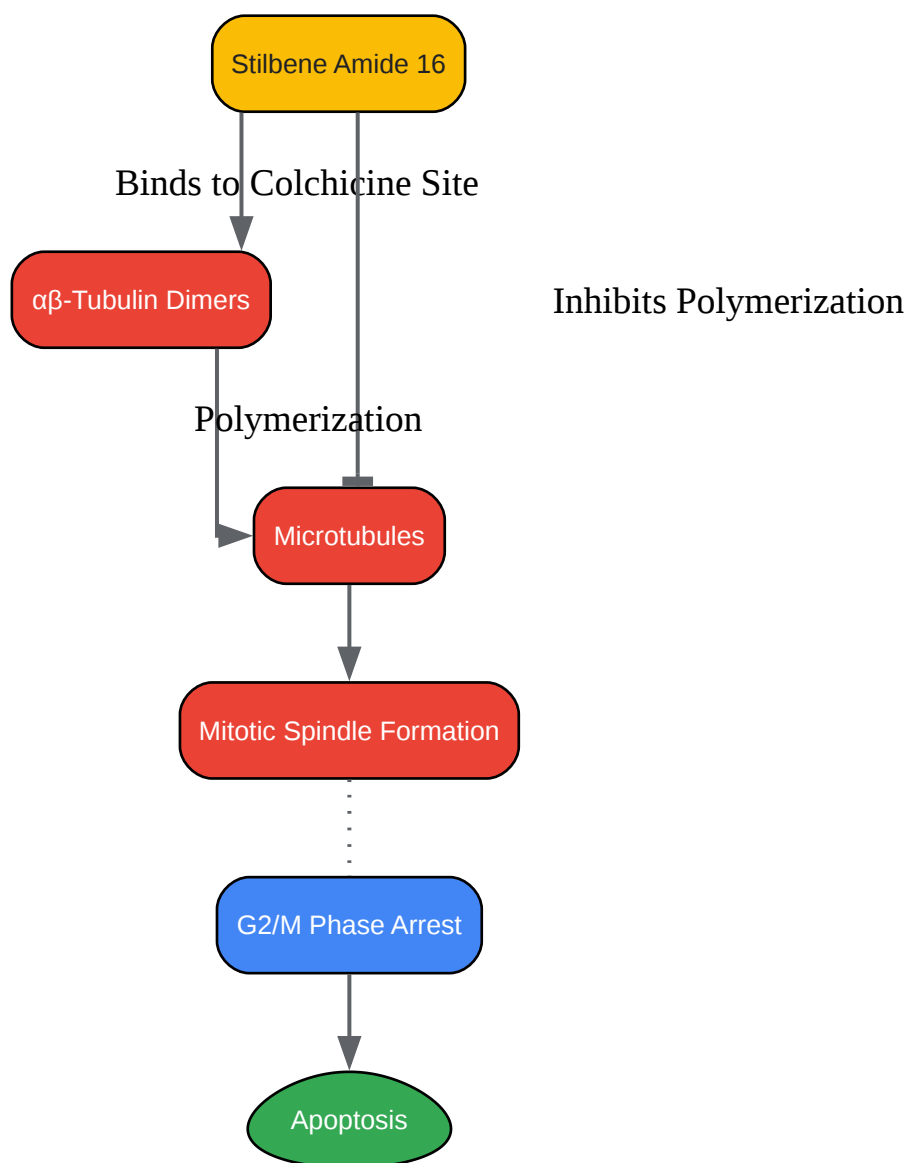 Stilbene Amide 16
Binds to Colchicine Site
αβ-Tubulin Dimers
Inhibits Polymerization
Polymerization
Microtubules
Mitotic Spindle Formation
G2/M Phase Arrest
Apoptosis